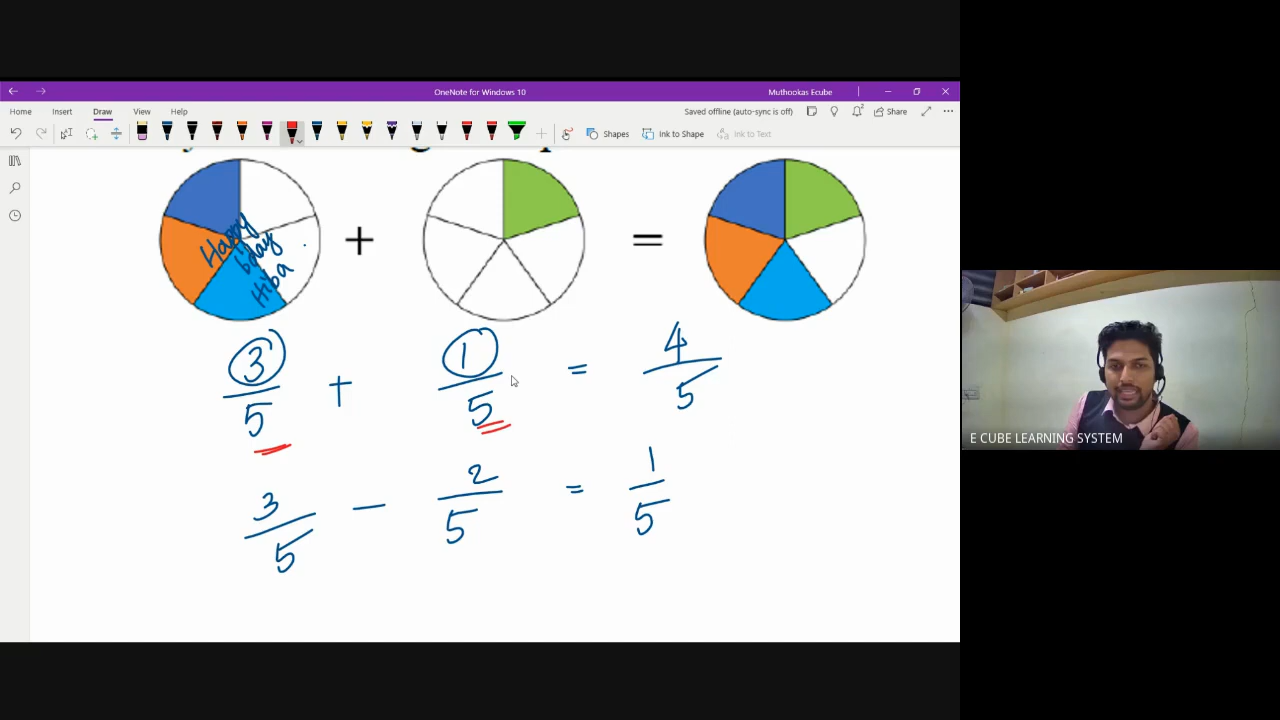 OneNote for Windows 10
Muthookas Ecube
Home Insert Draw View Help
Saved offline (auto-sync is off)
Share
Shapes
Ink to Shape
Ink to Text
Happy
bday
Hiba
+ =
3/5 + 1/5 = 4/5
3/5 - 2/5 = 1/5
E CUBE LEARNING SYSTEM